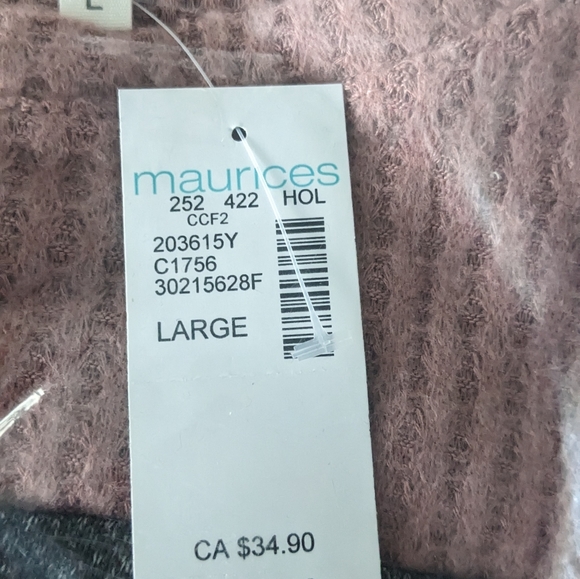 L
maurices
252 422 HOL
CCF2
203615Y
C1756
30215628F
LARGE
CA $34.90